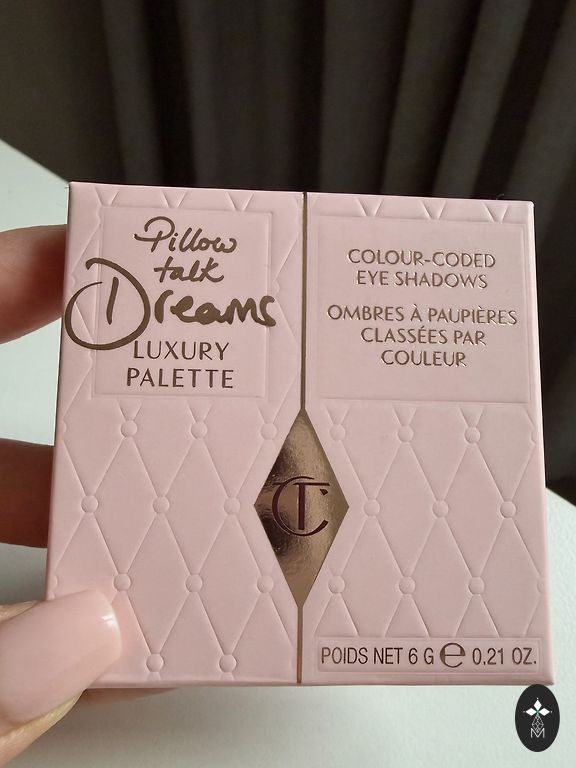 Pillow
talk
Dreams
LUXURY
PALETTE
COLOUR-CODED
EYE SHADOWS
OMBRES À PAUPIÈRES
CLASSÉES PAR
COULEUR
CT
POIDS NET 6 G ℮ 0.21 OZ.
M